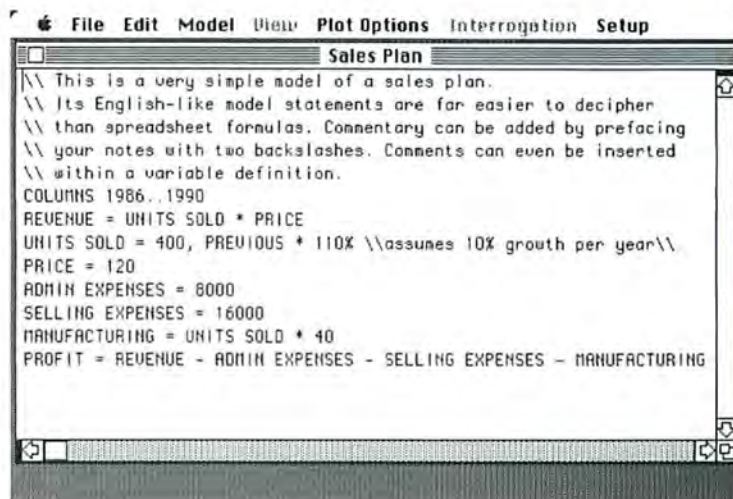 File Edit Model View Plot Options Interrogation Setup
Sales Plan
\\ This is a very simple model of a sales plan.
\\ Its English-like model statements are far easier to decipher
\\ than spreadsheet formulas. Commentary can be added by prefacing
\\ your notes with two backslashes. Comments can even be inserted
\\ within a variable definition.
COLUMNS 1986..1990
REVENUE = UNITS SOLD * PRICE
UNITS SOLD = 400, PREVIOUS * 110% \\assumes 10% growth per year\\
PRICE = 120
ADMIN EXPENSES = 8000
SELLING EXPENSES = 16000
MANUFACTURING = UNITS SOLD * 40
PROFIT = REVENUE - ADMIN EXPENSES - SELLING EXPENSES - MANUFACTURING